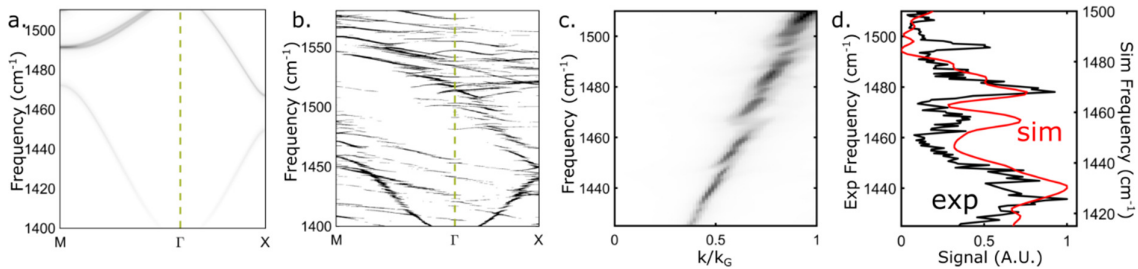 a.
Frequency (cm⁻¹)
1500
1480
1460
1440
1420
1400
M
Γ
X
b.
Frequency (cm⁻¹)
1550
1500
1450
1400
M
Γ
X
c.
Frequency (cm⁻¹)
1500
1480
1460
1440
0
0.5
1
k/k_G
d.
Exp Frequency (cm⁻¹)
1500
1480
1460
1440
1500
1480
1460
1440
1420
Sim Frequency (cm⁻¹)
sim
exp
0
0.5
1
Signal (A.U.)